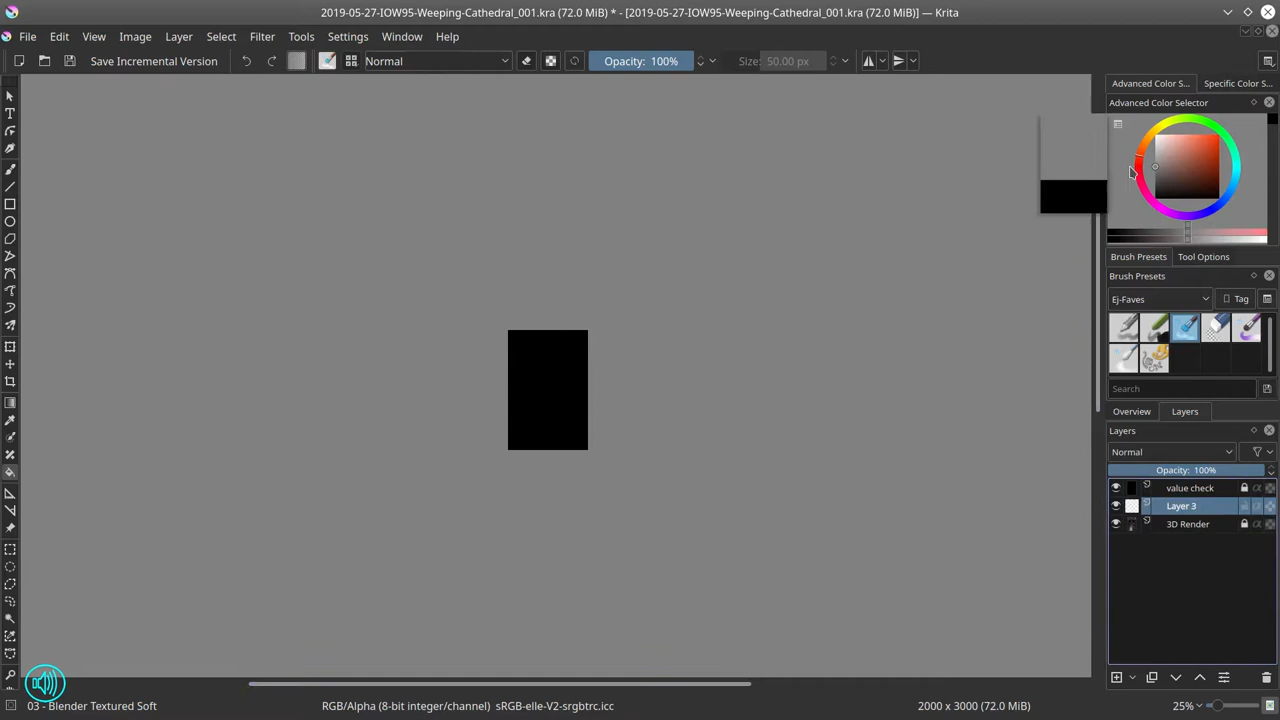 2019-05-27-IOW95-Weeping-Cathedral_001.kra (72.0 MiB) * - [2019-05-27-IOW95-Weeping-Cathedral_001.kra (72.0 MiB)] — Krita
File Edit View Image Layer Select Filter Tools Settings Window Help
Save Incremental Version Normal Opacity: 100% Size: 50.00 px
Advanced Color S... Specific Color S...
Advanced Color Selector
Brush Presets Tool Options
Brush Presets
Ej-Faves Tag
Search
Overview Layers
Layers
Normal
Opacity: 100%
value check
Layer 3
3D Render
03 - Blender Textured Soft RGB/Alpha (8-bit integer/channel) sRGB-elle-V2-srgbtrc.icc 2000 x 3000 (72.0 MiB) 25%